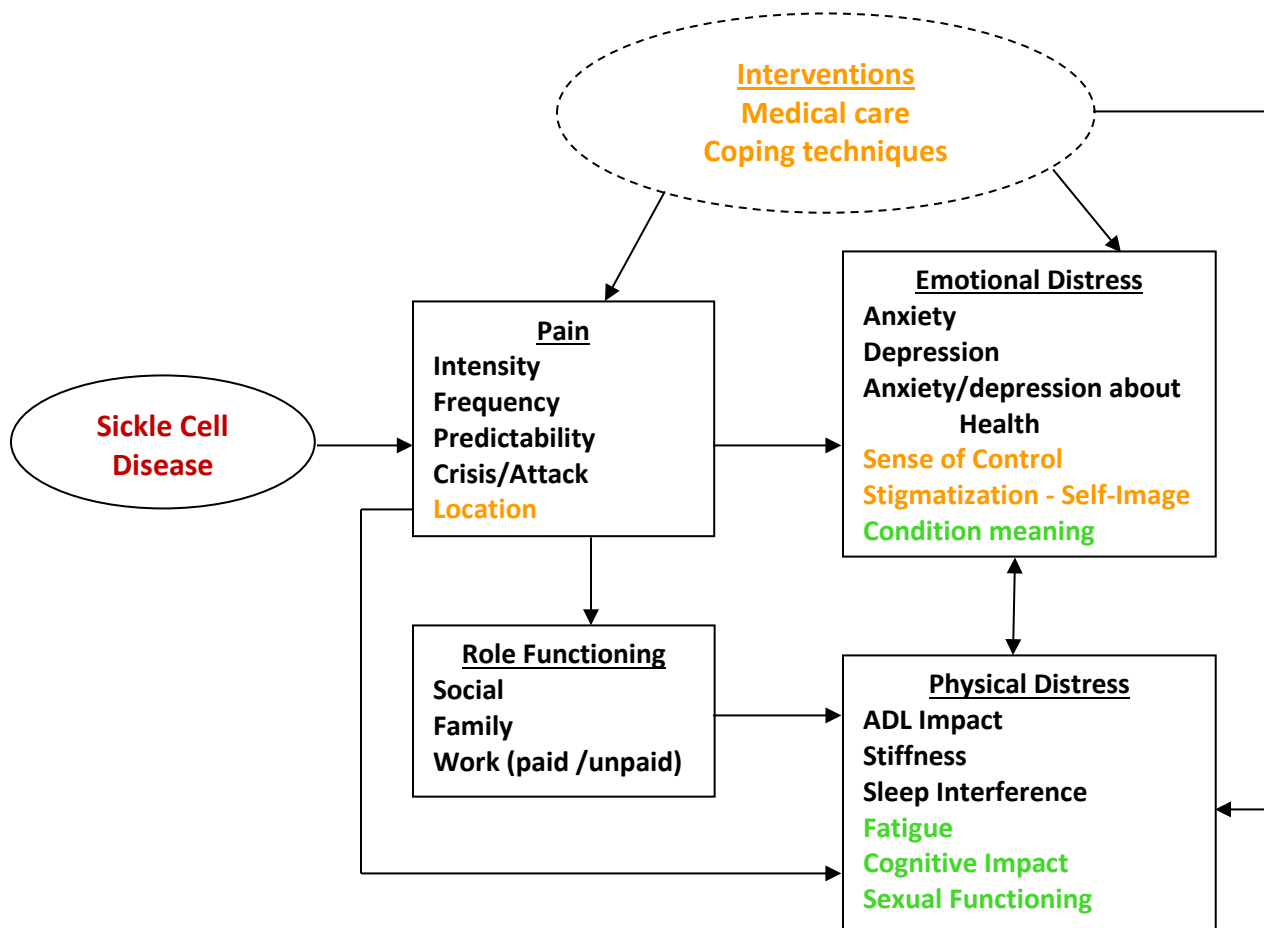 Interventions
Medical care
Coping techniques
Emotional Distress
Anxiety
Depression
Anxiety/depression about
Health
Sense of Control
Stigmatization - Self-Image
Condition meaning
Pain
Intensity
Frequency
Predictability
Crisis/Attack
Location
Sickle Cell
Disease
Role Functioning
Social
Family
Work (paid /unpaid)
Physical Distress
ADL Impact
Stiffness
Sleep Interference
Fatigue
Cognitive Impact
Sexual Functioning